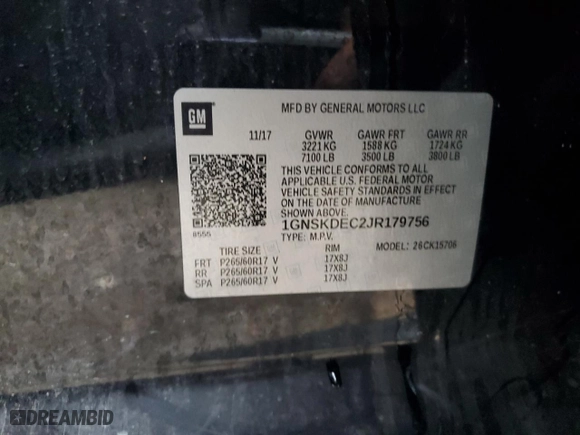 GM
MFD BY GENERAL MOTORS LLC
11/17 GVWR GAWR FRT GAWR RR
3221 KG 1588 KG 1724 KG
7100 LB 3500 LB 3800 LB
THIS VEHICLE CONFORMS TO ALL
APPLICABLE U.S. FEDERAL MOTOR
VEHICLE SAFETY STANDARDS IN EFFECT
ON THE DATE OF MANUFACTURE
SHOWN ABOVE.
1GNSKDEC2JR179756
8555
TYPE: M.P.V. MODEL: 26CK15706
TIRE SIZE RIM
FRT P265/60R17 V 17X8J
RR P265/60R17 V 17X8J
SPA P265/60R17 V 17X8J
DREAMBID